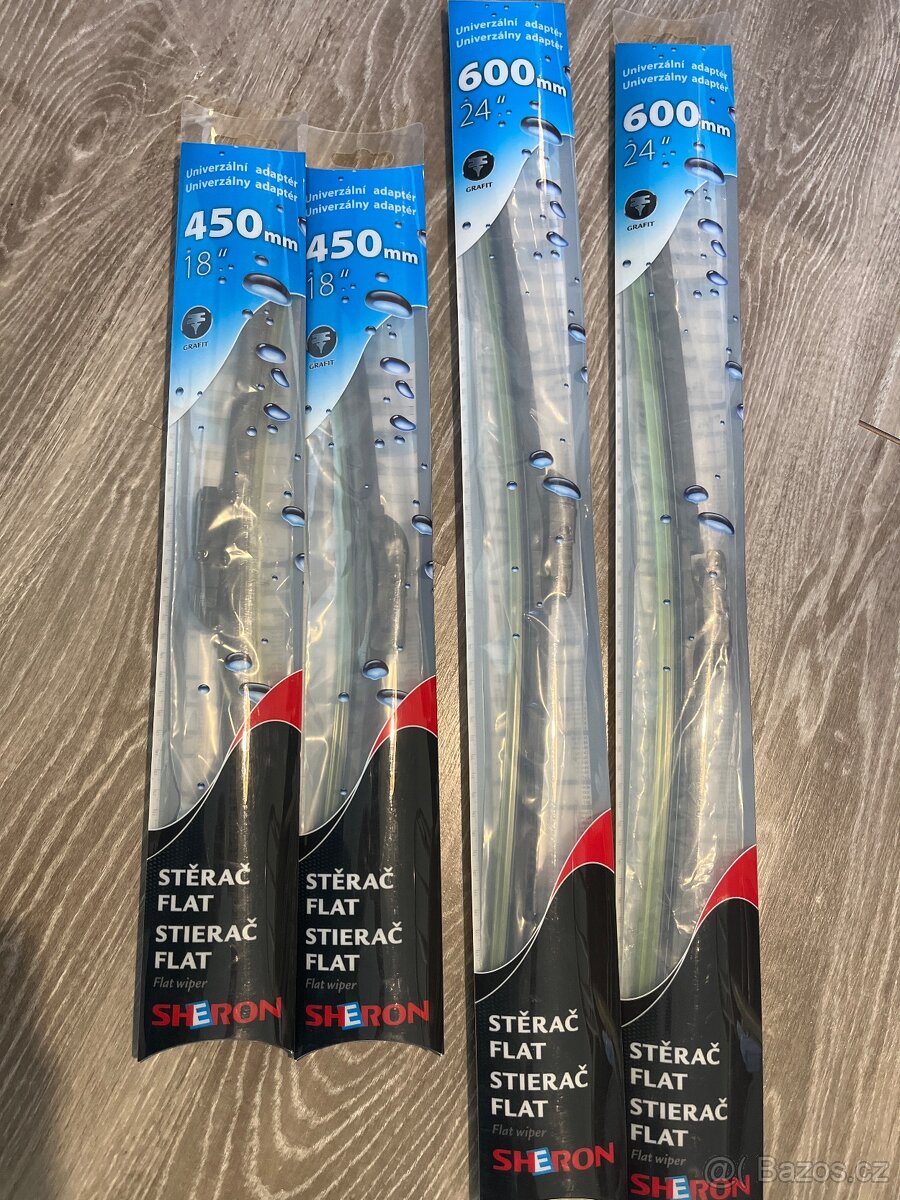 Univerzální adaptér
Univerzálny adaptér
450mm
18"
GRAFIT
STĚRAČ
FLAT
STIERAČ
FLAT
Flat wiper
SHERON
Univerzální adaptér
Univerzálny adaptér
450mm
18"
GRAFIT
STĚRAČ
FLAT
STIERAČ
FLAT
Flat wiper
SHERON
Univerzální adaptér
Univerzálny adaptér
600mm
24"
GRAFIT
STĚRAČ
FLAT
STIERAČ
FLAT
Flat wiper
SHERON
Univerzální adaptér
Univerzálny adaptér
600mm
24"
GRAFIT
STĚRAČ
FLAT
STIERAČ
FLAT
Flat wiper
SHERON
Bazos.cz